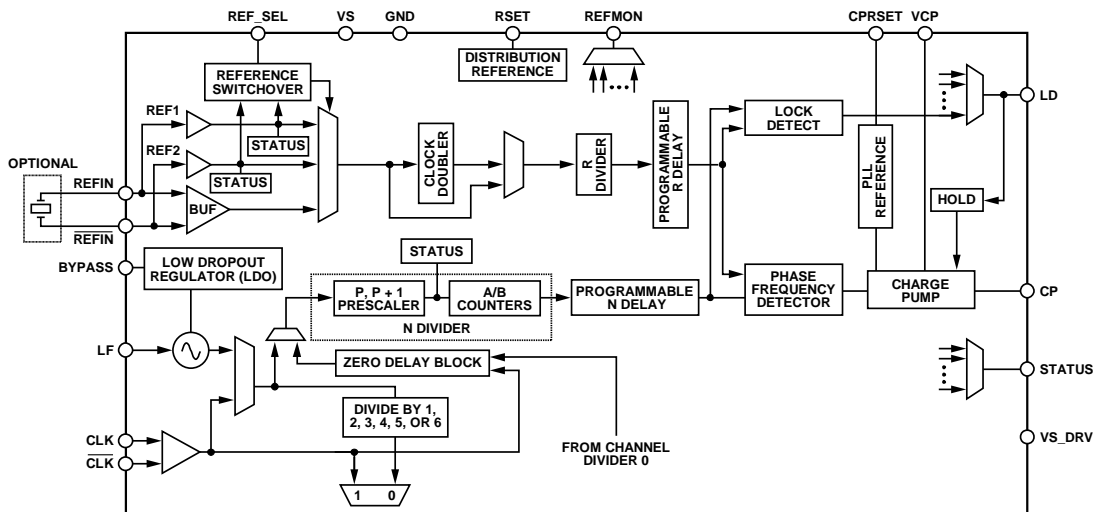 REF_SEL
VS
GND
RSET
REFMON
CPRSET
VCP
DISTRIBUTION
REFERENCE
REFERENCE
SWITCHOVER
REF1
STATUS
REF2
STATUS
OPTIONAL
REFIN
BUF
REFIN
CLOCK
DOUBLER
R
DIVIDER
PROGRAMMABLE
R DELAY
LOCK
DETECT
LD
PLL
REFERENCE
HOLD
BYPASS
LOW DROPOUT
REGULATOR (LDO)
STATUS
P, P + 1
PRESCALER
A/B
COUNTERS
N DIVIDER
PROGRAMMABLE
N DELAY
PHASE
FREQUENCY
DETECTOR
CHARGE
PUMP
CP
LF
ZERO DELAY BLOCK
STATUS
DIVIDE BY 1,
2, 3, 4, 5, OR 6
FROM CHANNEL
DIVIDER 0
VS_DRV
CLK
CLK
1 0